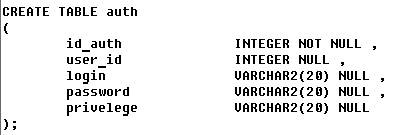 CREATE TABLE auth
(
id_auth INTEGER NOT NULL ,
user_id INTEGER NULL ,
login VARCHAR2(20) NULL ,
password VARCHAR2(20) NULL ,
privelege VARCHAR2(20) NULL
);